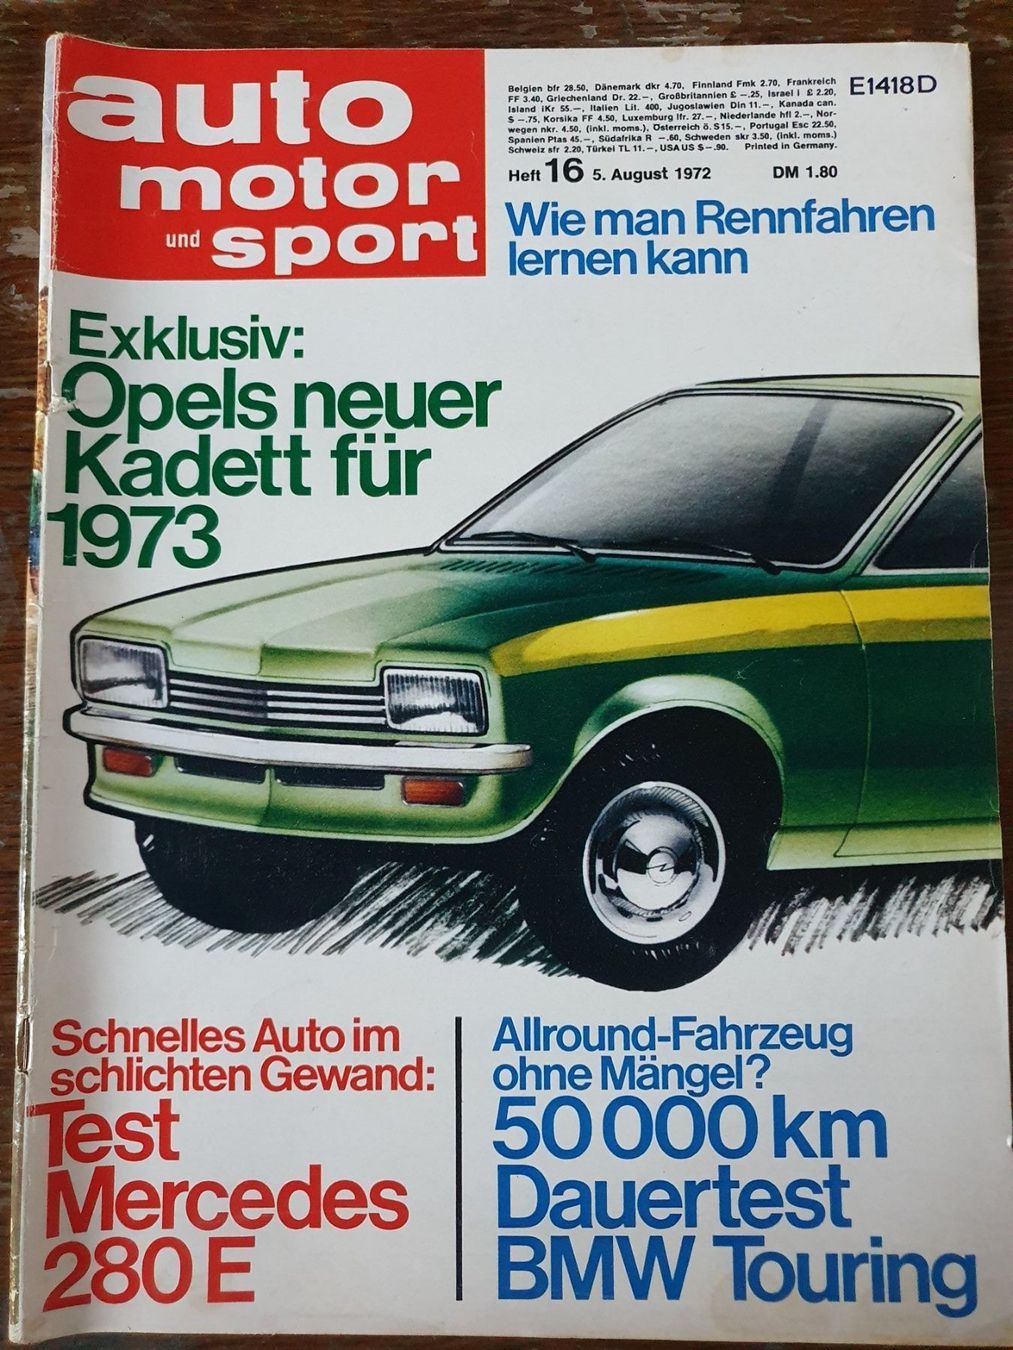 auto
motor
und sport
Belgien bfr 28.50, Dänemark dkr 4.70, Finnland Fmk 2.70, Frankreich
FF 3.40, Griechenland Dr. 22.–, Großbritannien £ –.25, Israel I £ 2.20,
Island iKr 55.–, Italien Lit. 400, Jugoslawien Din 11.–, Kanada can.
$ –.75, Korsika FF 4.50, Luxemburg lfr. 27.–, Niederlande hfl 2.–, Nor-
wegen nkr. 4.50, (inkl. moms.), Österreich ö. S 15.–, Portugal Esc 22.50,
Spanien Ptas 45.–, Südafrika R –.60, Schweden skr 3.50, (inkl. moms.)
Schweiz sfr 2.20, Türkei TL 11.–, USA US $ –.90. Printed in Germany.
E1418D
Heft 16 5. August 1972 DM 1.80
Wie man Rennfahren
lernen kann
Exklusiv:
Opels neuer
Kadett für
1973
Schnelles Auto im
schlichten Gewand:
Test
Mercedes
280 E
Allround-Fahrzeug
ohne Mängel?
50 000 km
Dauertest
BMW Touring